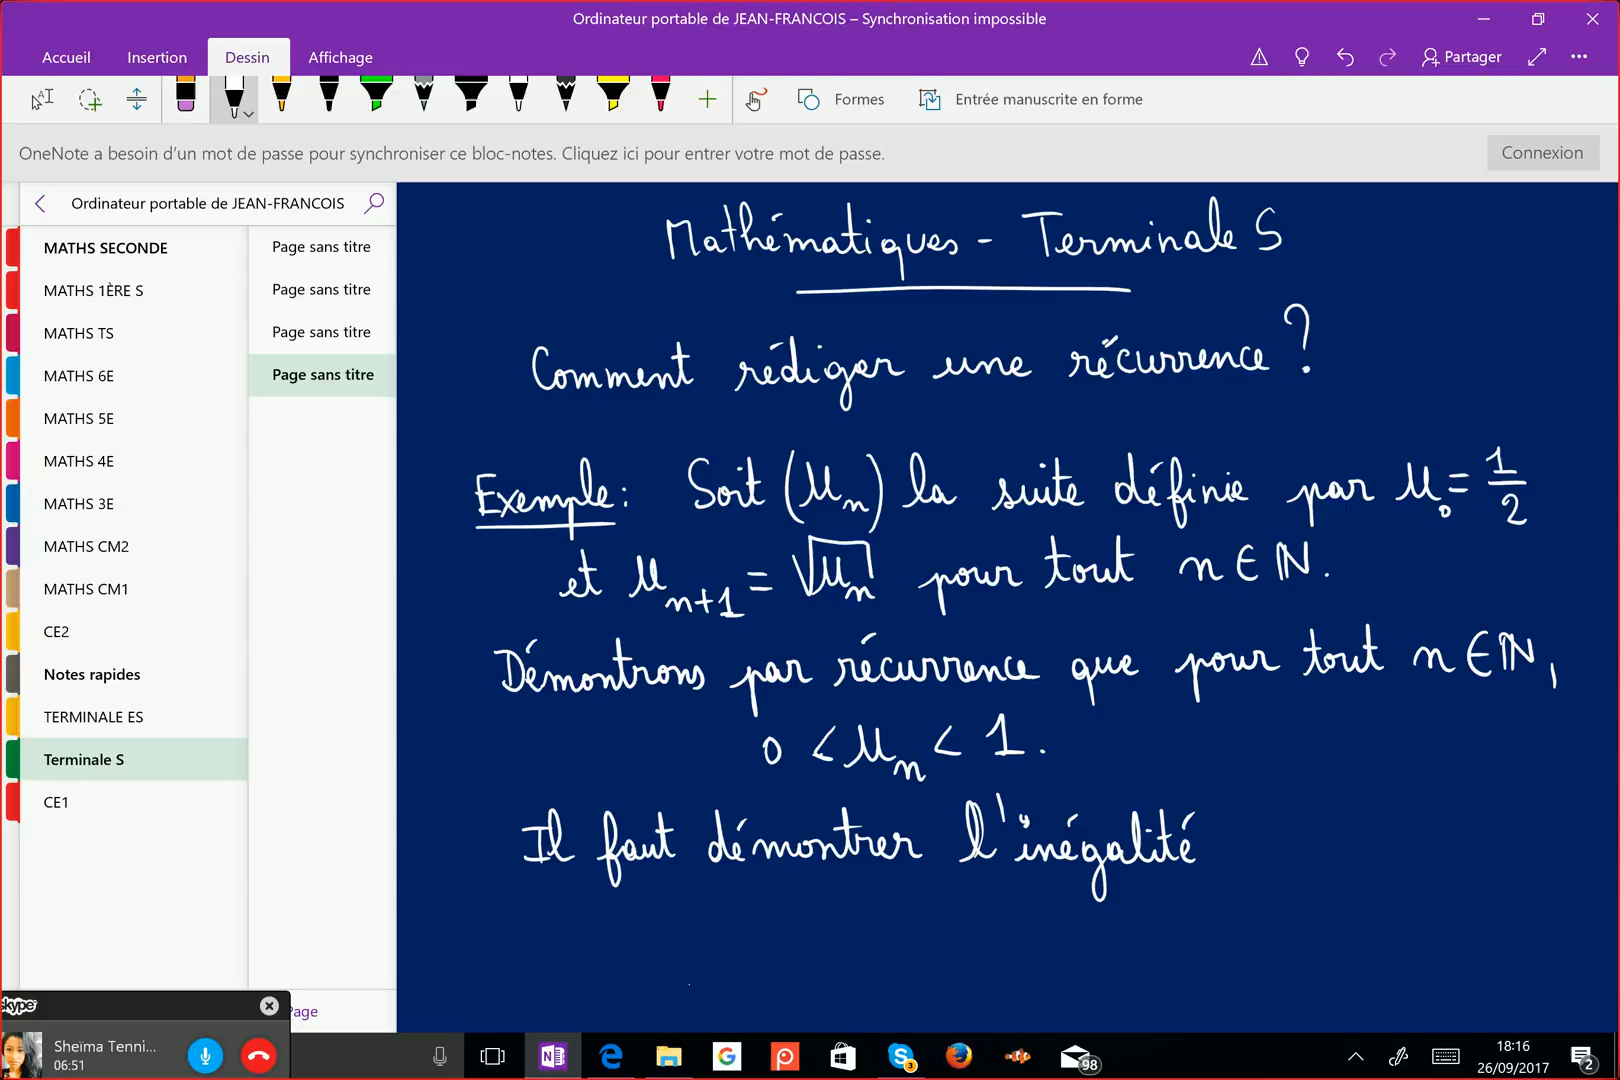 Ordinateur portable de JEAN-FRANCOIS – Synchronisation impossible
Accueil Insertion Dessin Affichage Partager
Formes Entrée manuscrite en forme
OneNote a besoin d'un mot de passe pour synchroniser ce bloc-notes. Cliquez ici pour entrer votre mot de passe. Connexion
Ordinateur portable de JEAN-FRANCOIS
MATHS SECONDE
MATHS 1ÈRE S
MATHS TS
MATHS 6E
MATHS 5E
MATHS 4E
MATHS 3E
MATHS CM2
MATHS CM1
CE2
Notes rapides
TERMINALE ES
Terminale S
CE1
Page sans titre
Page sans titre
Page sans titre
Page sans titre
Mathématiques - Terminale S
Comment rédiger une récurrence ?
Exemple : Soit (Un) la suite définie par U0 = 1/2
et Un+1 = √Un pour tout n ∈ ℕ.
Démontrons par récurrence que pour tout n ∈ ℕ,
0 < Un < 1.
Il faut démontrer l'inégalité
Page
skype
Sheïma Tenni...
06:51
3
98
18:16
26/09/2017
2